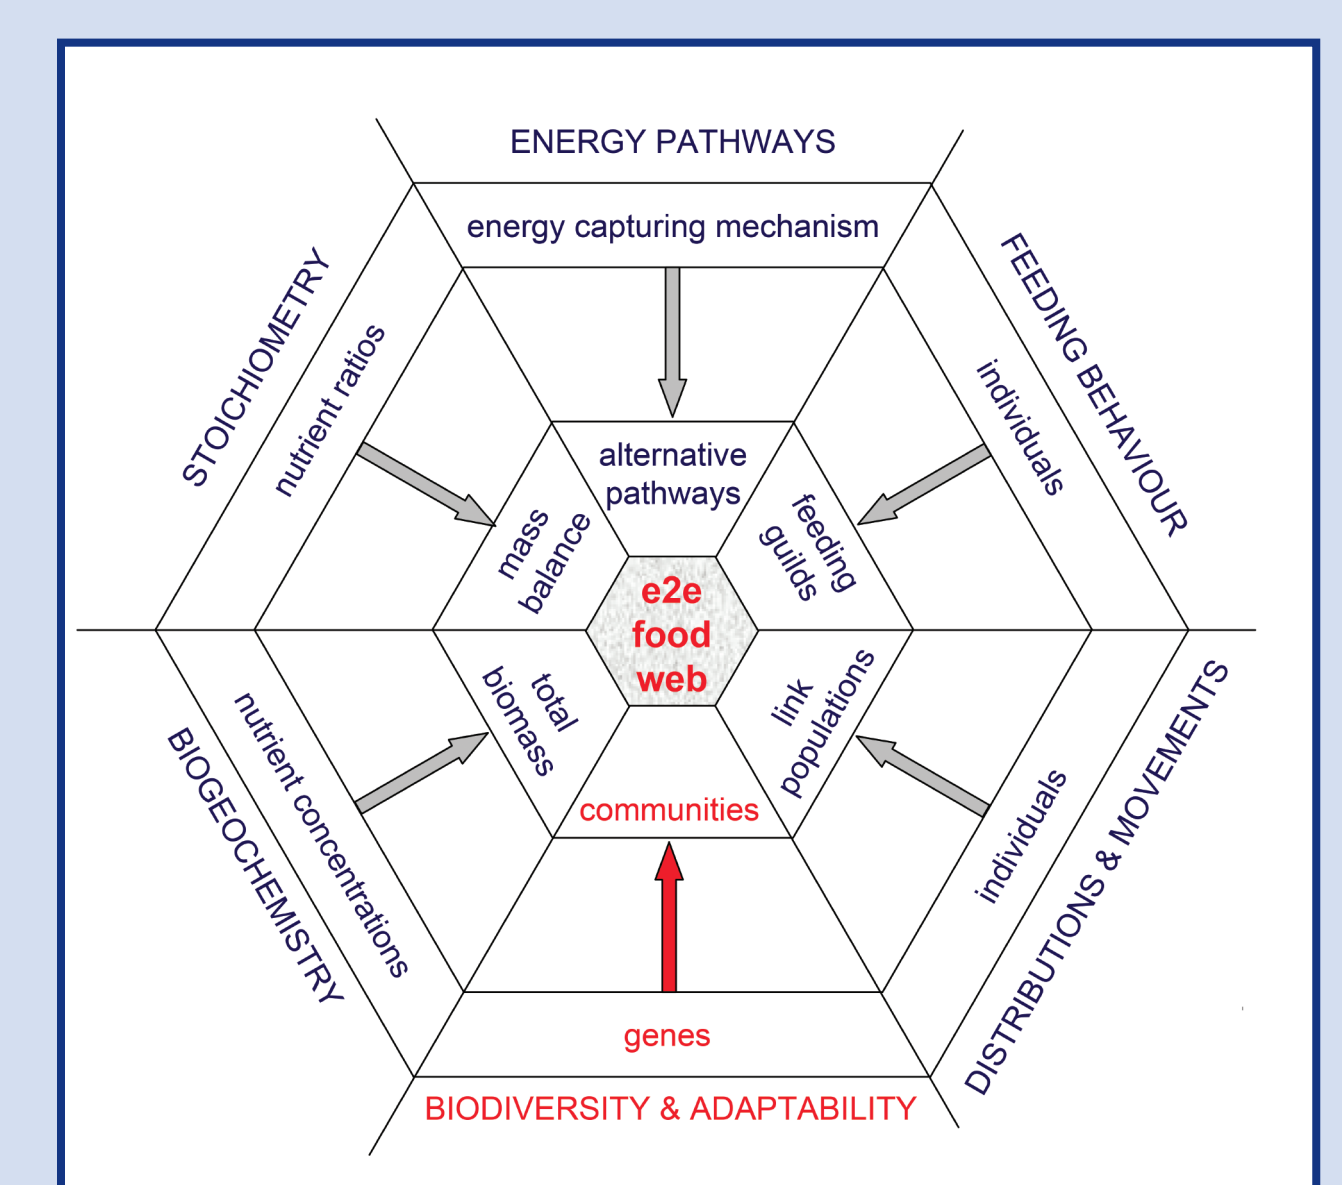 ENERGY PATHWAYS
energy capturing mechanism
alternative
pathways
FEEDING BEHAVIOUR
individuals
feeding
guilds
DISTRIBUTIONS & MOVEMENTS
individuals
link
populations
BIODIVERSITY & ADAPTABILITY
genes
communities
BIOGEOCHEMISTRY
nutrient concentrations
total
biomass
STOICHIOMETRY
nutrient ratios
mass
balance
e2e
food
web